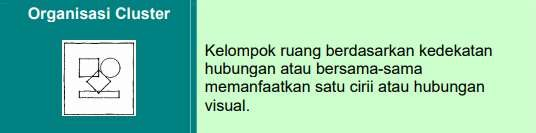 Organisasi Cluster
Kelompok ruang berdasarkan kedekatan
hubungan atau bersama-sama
memanfaatkan satu cirii atau hubungan
visual.